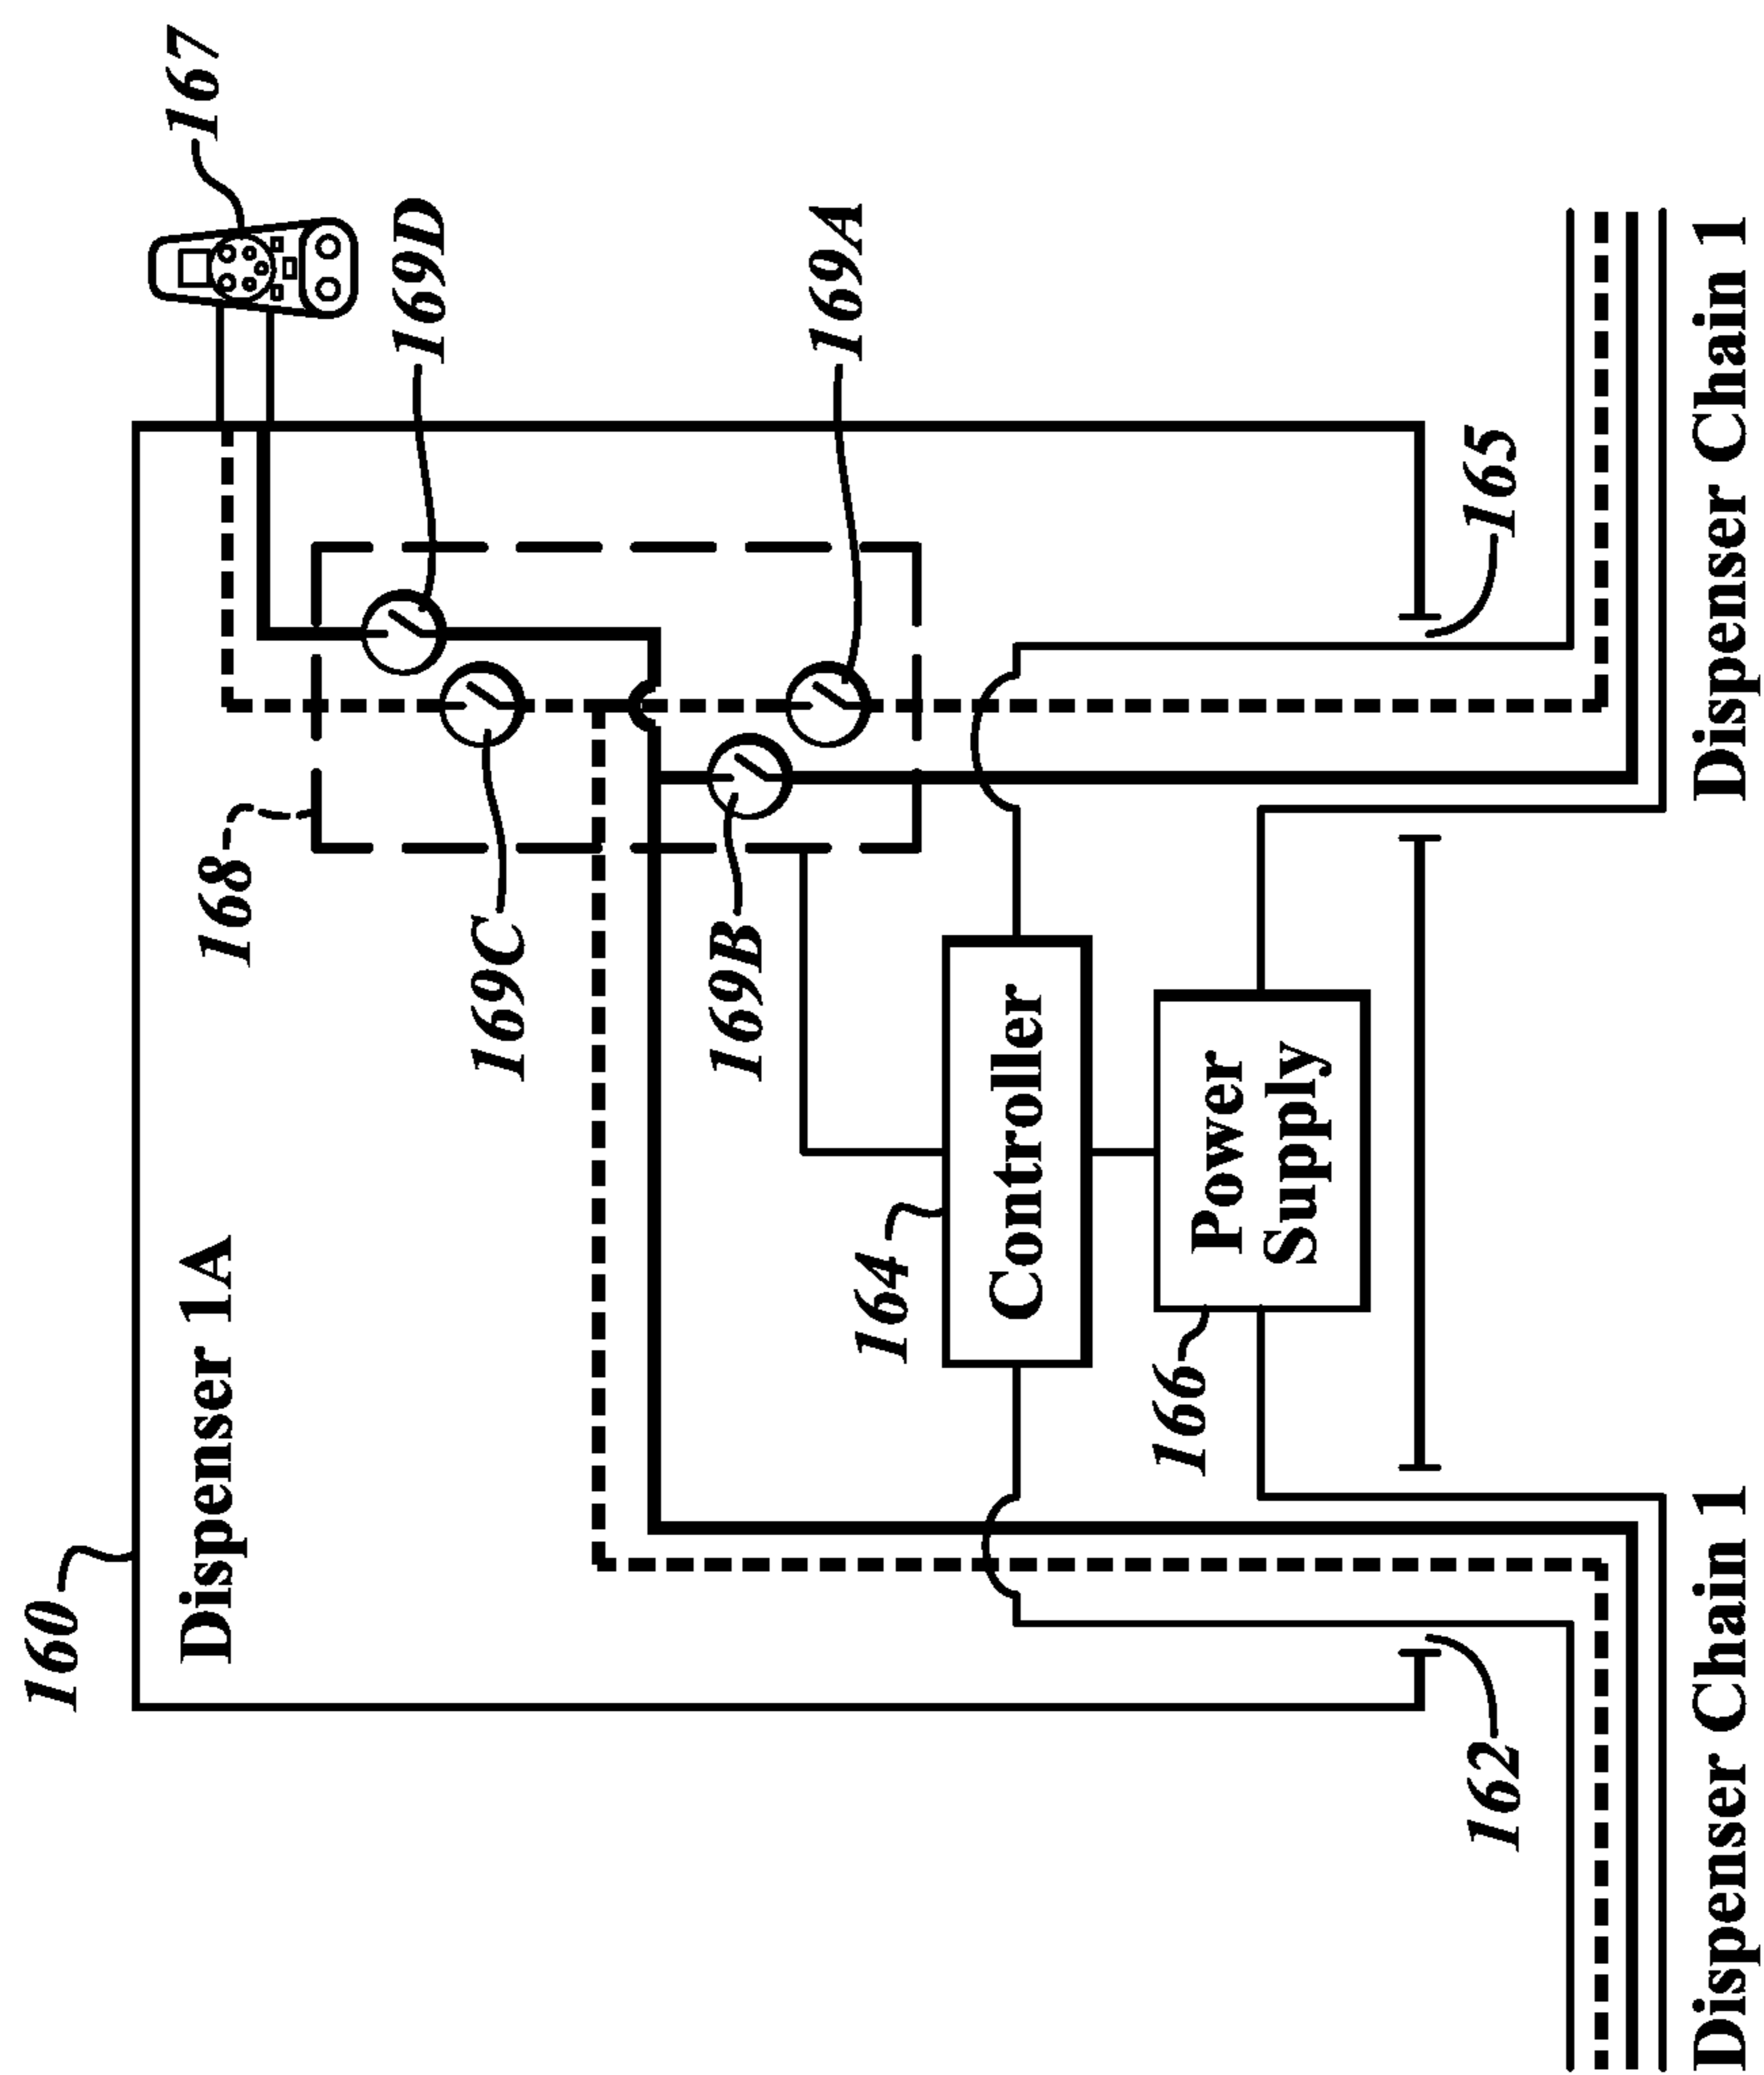 160
Dispenser 1A
167
168
169D
169C
169A
169B
164
Controller
166
Power
Supply
162
165
Dispenser Chain 1
Dispenser Chain 1